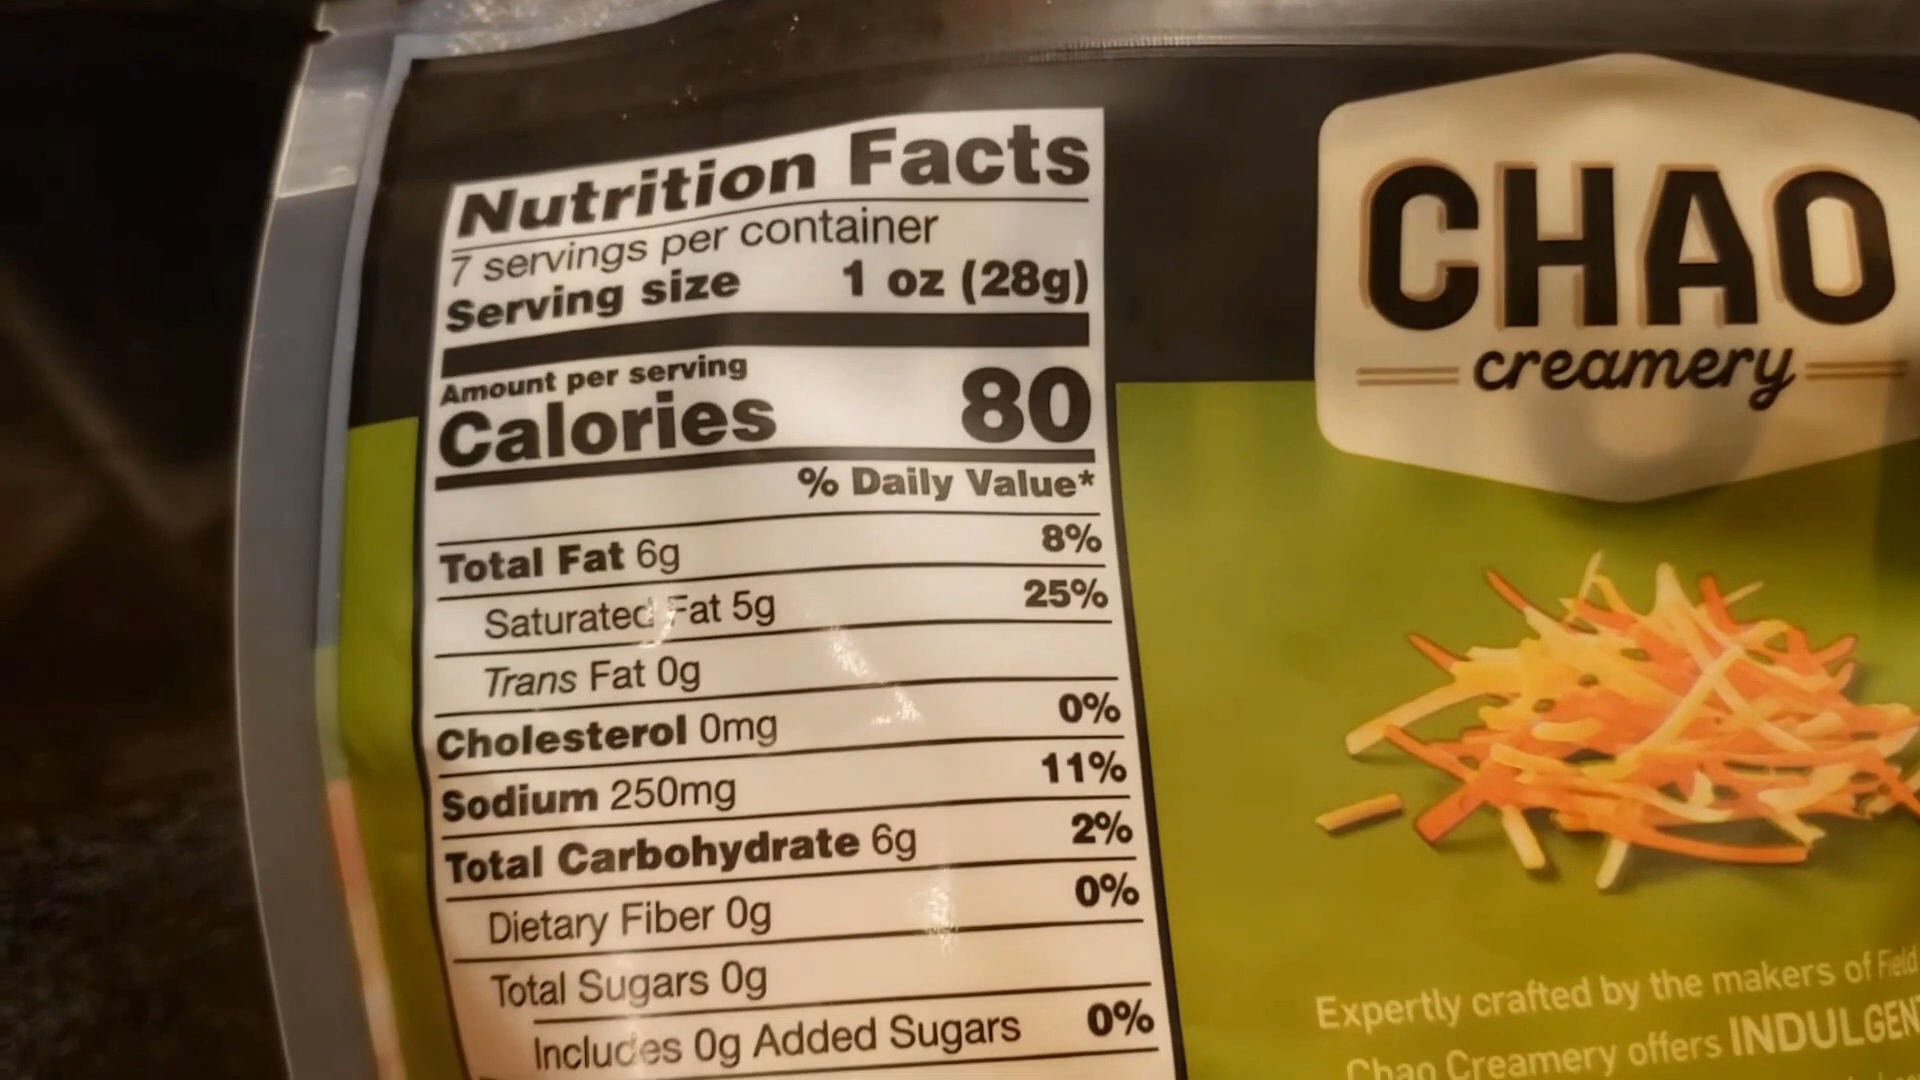 Nutrition Facts
7 servings per container
Serving size 1 oz (28g)
Amount per serving
Calories 80
% Daily Value*
Total Fat 6g 8%
Saturated Fat 5g 25%
Trans Fat 0g
Cholesterol 0mg 0%
Sodium 250mg 11%
Total Carbohydrate 6g 2%
Dietary Fiber 0g 0%
Total Sugars 0g
Includes 0g Added Sugars 0%
CHAO
creamery
Expertly crafted by the makers of Field
Chao Creamery offers INDULGEN